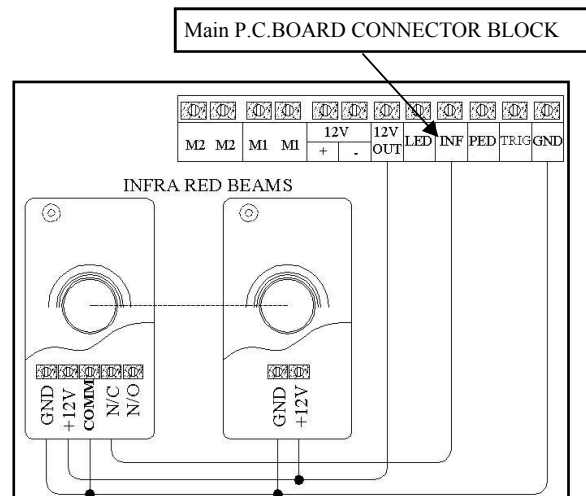 Main P.C.BOARD CONNECTOR BLOCK
M2 M2 M1 M1 12V + - 12V OUT LED INF PED TRIG GND
INFRA RED BEAMS
GND +12V COMM N/C N/O
GND +12V